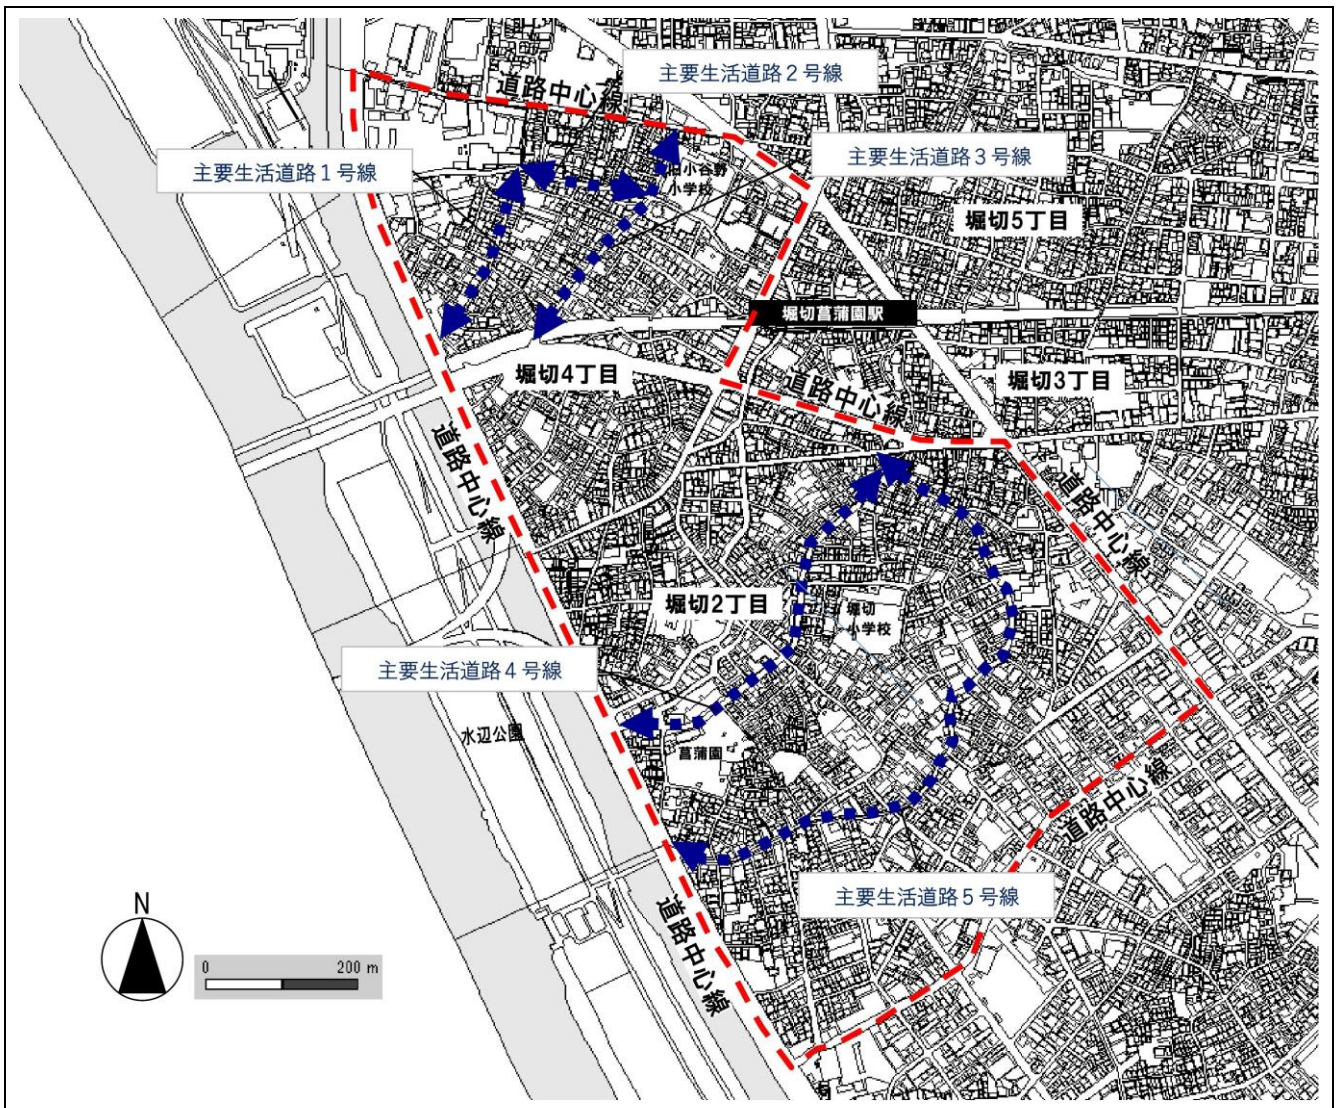 主要生活道路2号線
道路中心線
主要生活道路3号線
主要生活道路1号線
旧小谷野
小学校
堀切5丁目
堀切菖蒲園駅
堀切4丁目
道路中心線
堀切3丁目
道路中心線
道路中心線
堀切2丁目
堀切
小学校
主要生活道路4号線
水辺公園
菖蒲園
道路中心線
主要生活道路5号線
道路中心線
N
0 200 m